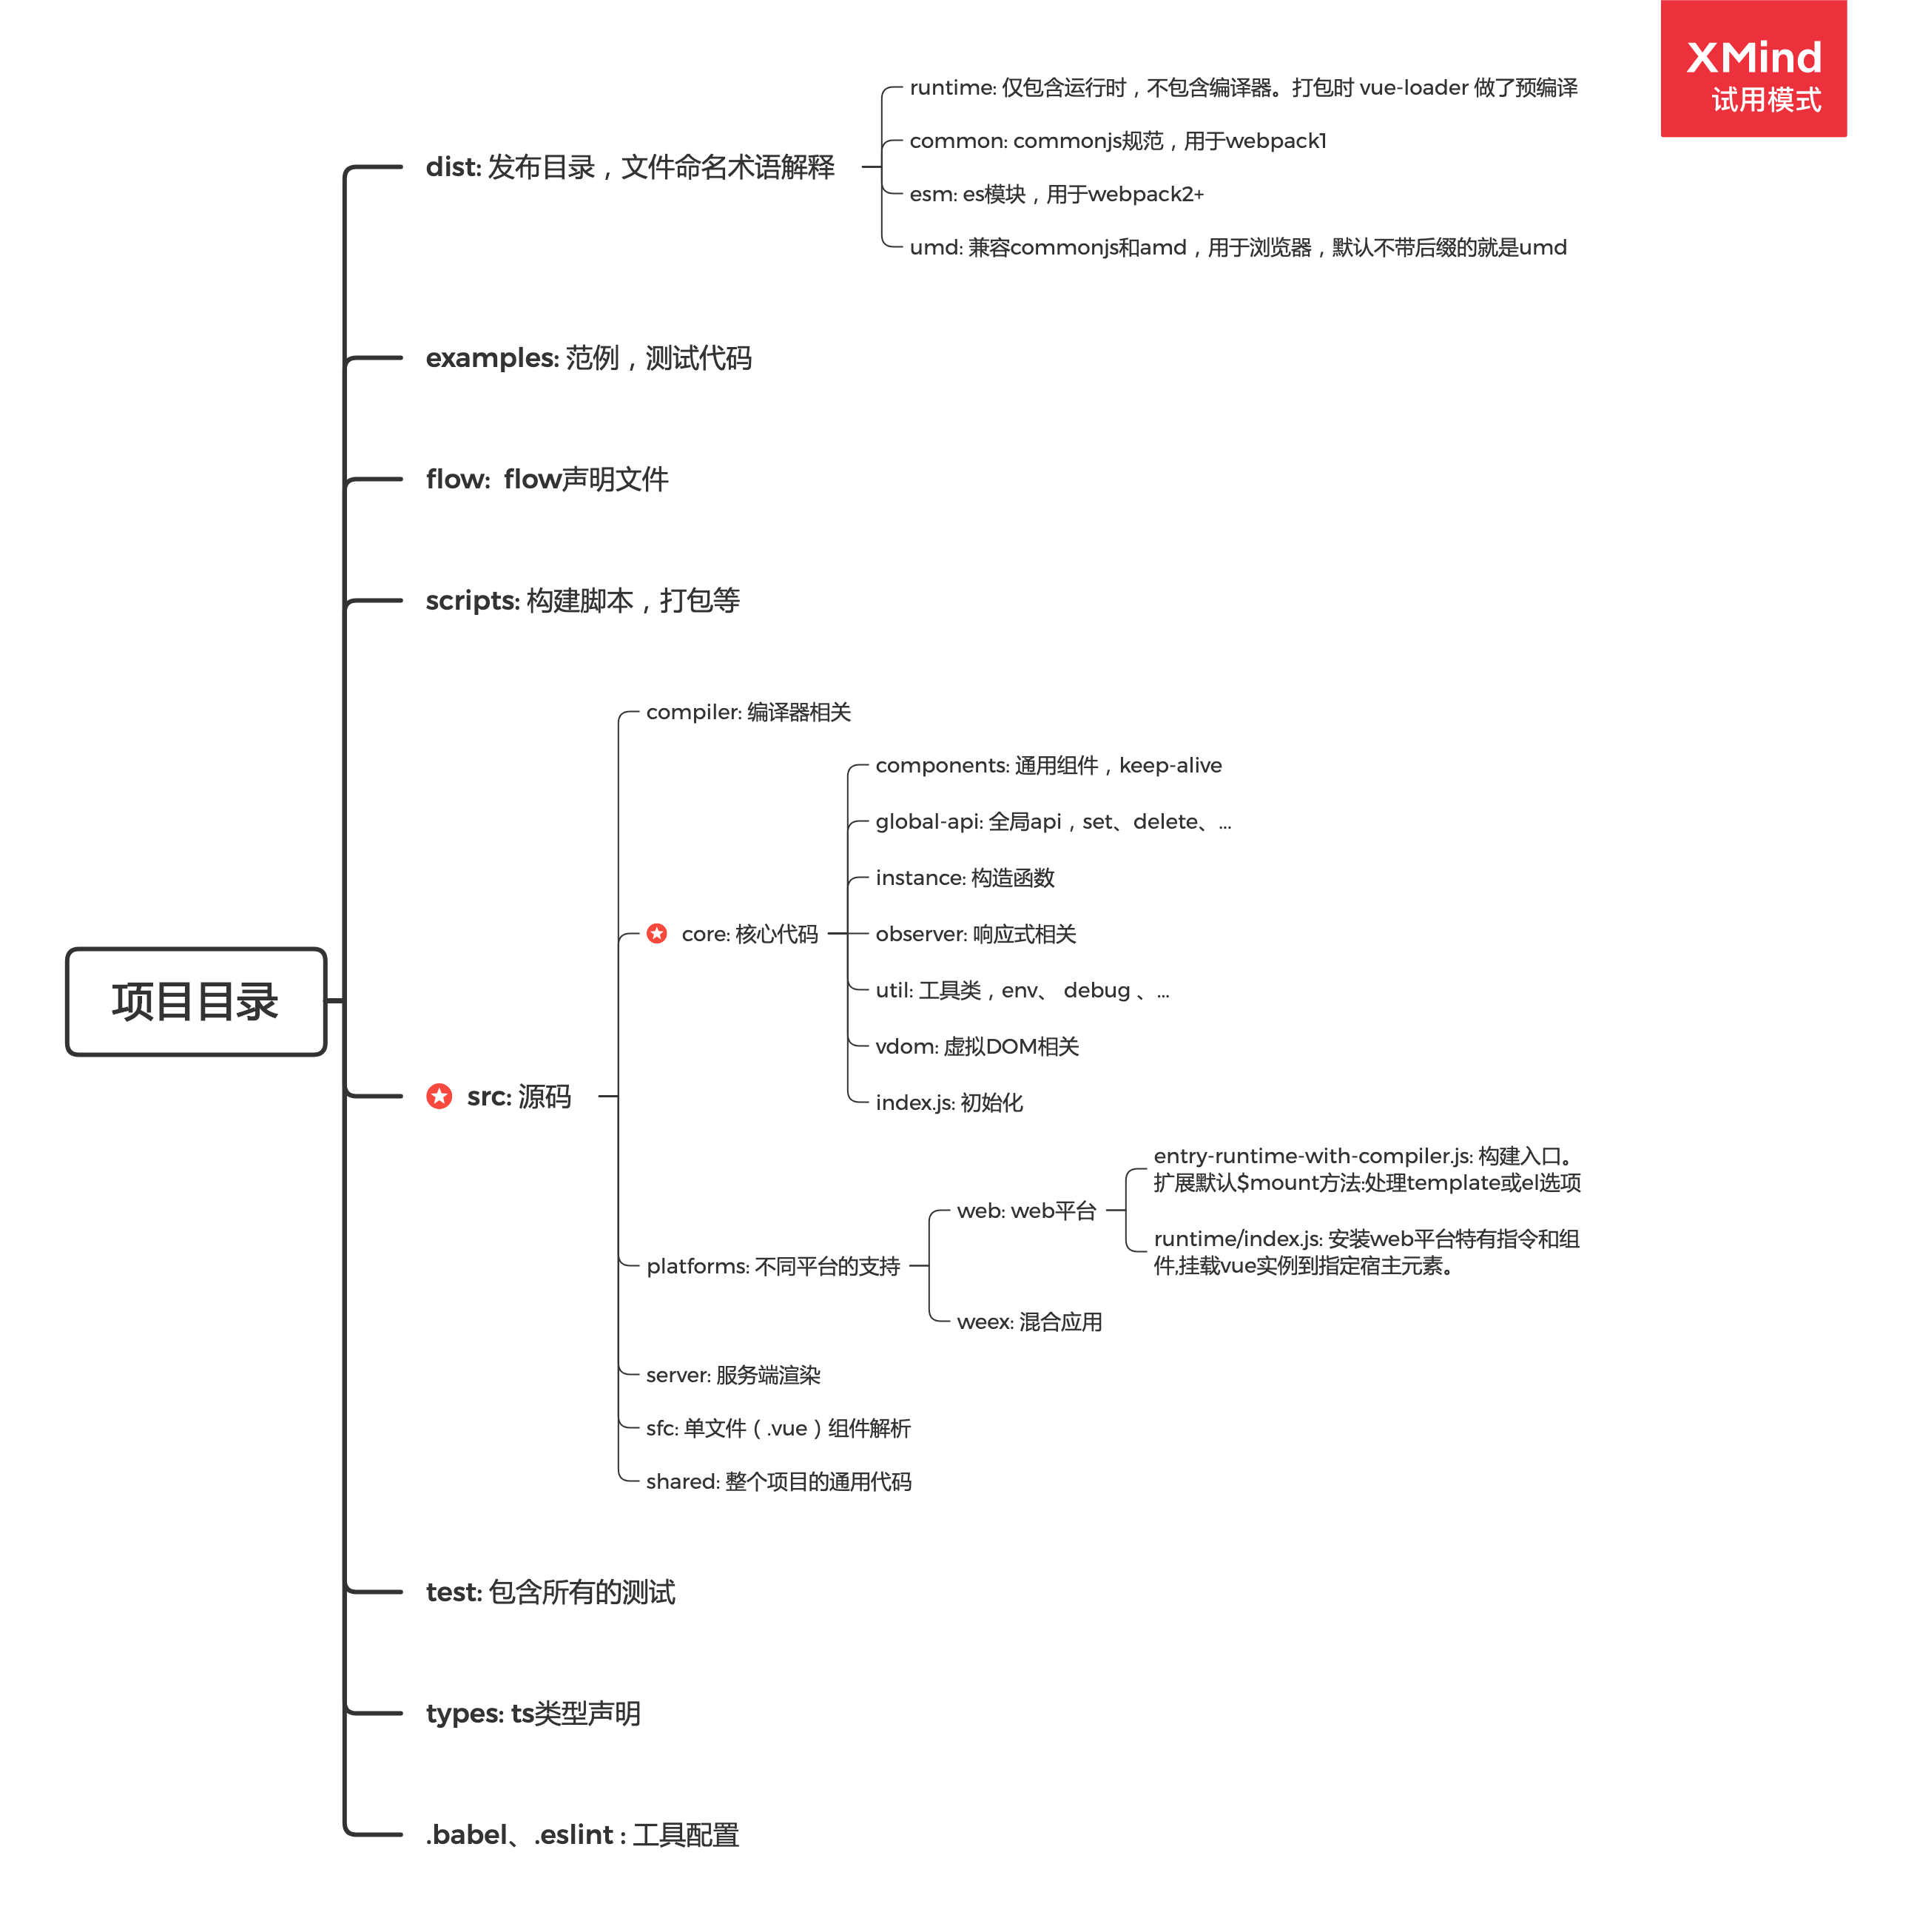 XMind
试用模式
项目目录
dist: 发布目录，文件命名术语解释
runtime: 仅包含运行时，不包含编译器。打包时 vue-loader 做了预编译
common: commonjs规范，用于webpack1
esm: es模块，用于webpack2+
umd: 兼容commonjs和amd，用于浏览器，默认不带后缀的就是umd
examples: 范例，测试代码
flow:  flow声明文件
scripts: 构建脚本，打包等
src: 源码
compiler: 编译器相关
core: 核心代码
components: 通用组件，keep-alive
global-api: 全局api，set、delete、...
instance: 构造函数
observer: 响应式相关
util: 工具类，env、 debug 、...
vdom: 虚拟DOM相关
index.js: 初始化
platforms: 不同平台的支持
web: web平台
entry-runtime-with-compiler.js: 构建入口。
扩展默认$mount方法:处理template或el选项
runtime/index.js: 安装web平台特有指令和组
件,挂载vue实例到指定宿主元素。
weex: 混合应用
server: 服务端渲染
sfc: 单文件（.vue）组件解析
shared: 整个项目的通用代码
test: 包含所有的测试
types: ts类型声明
.babel、.eslint : 工具配置